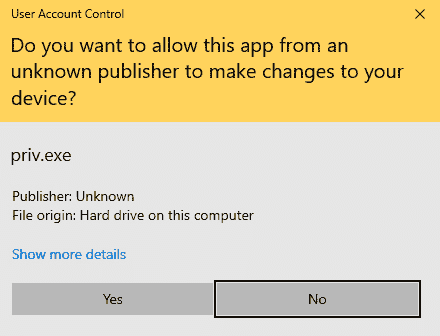 User Account Control
Do you want to allow this app from an
unknown publisher to make changes to your
device?
priv.exe
Publisher: Unknown
File origin: Hard drive on this computer
Show more details
Yes
No